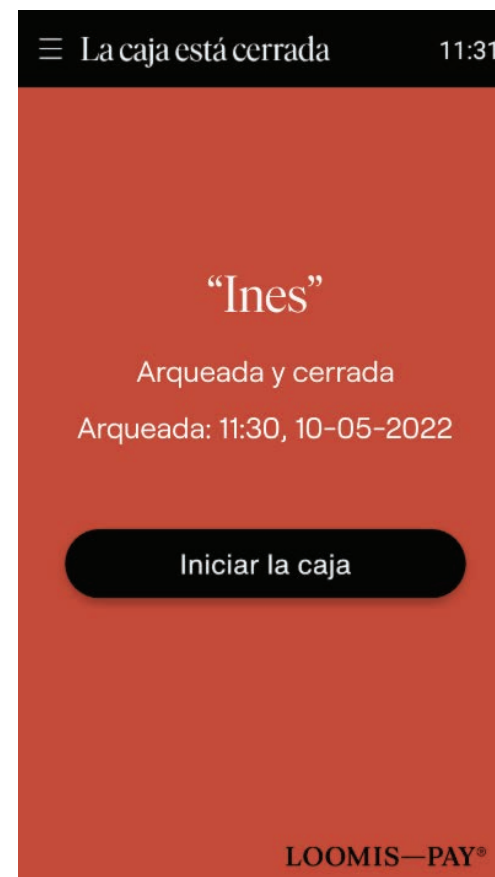 La caja está cerrada 11:31
“Ines”
Arqueada y cerrada
Arqueada: 11:30, 10-05-2022
Iniciar la caja
LOOMIS—PAY®